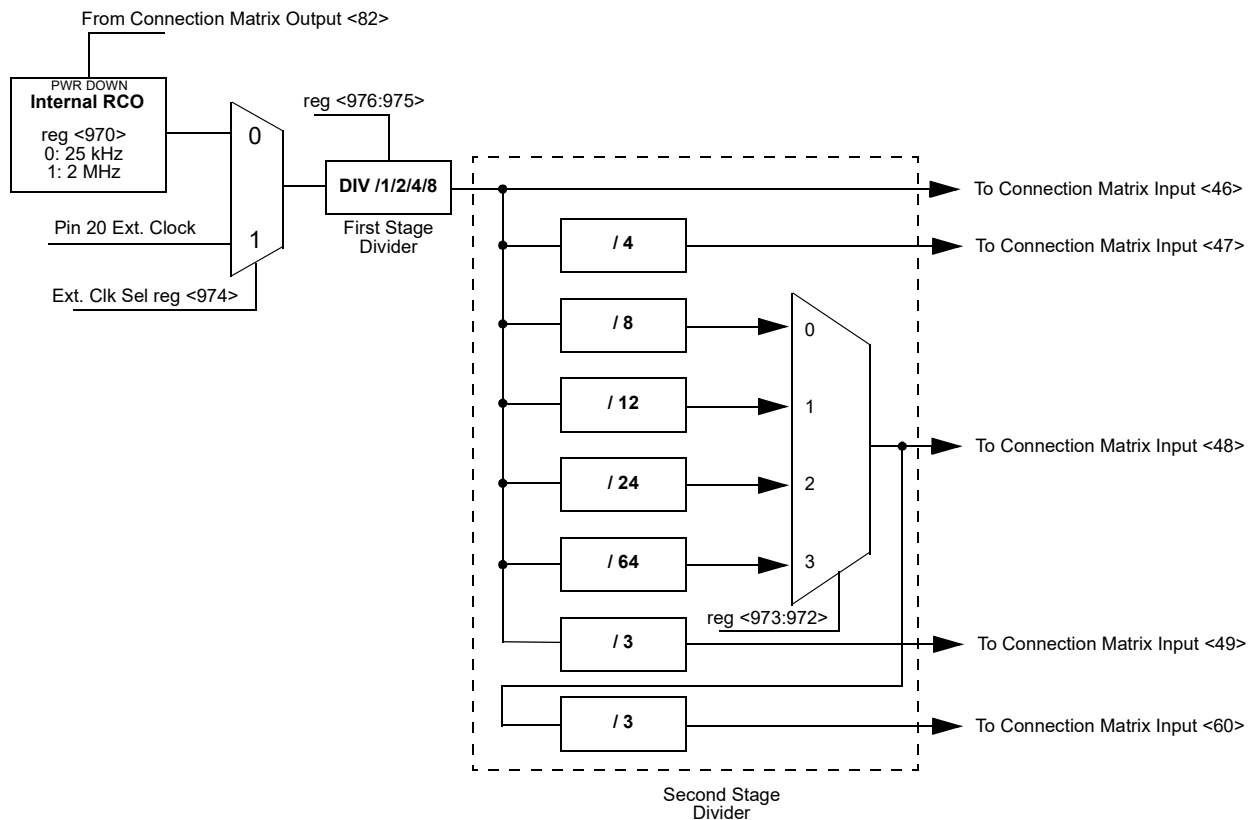 From Connection Matrix Output <82>
PWR DOWN
Internal RCO
reg <970>
0: 25 kHz
1: 2 MHz
0
1
Pin 20 Ext. Clock
Ext. Clk Sel reg <974>
reg <976:975>
DIV /1/2/4/8
First Stage
Divider
To Connection Matrix Input <46>
/ 4
To Connection Matrix Input <47>
/ 8
0
/ 12
1
To Connection Matrix Input <48>
/ 24
2
/ 64
3
reg <973:972>
/ 3
To Connection Matrix Input <49>
/ 3
To Connection Matrix Input <60>
Second Stage
Divider